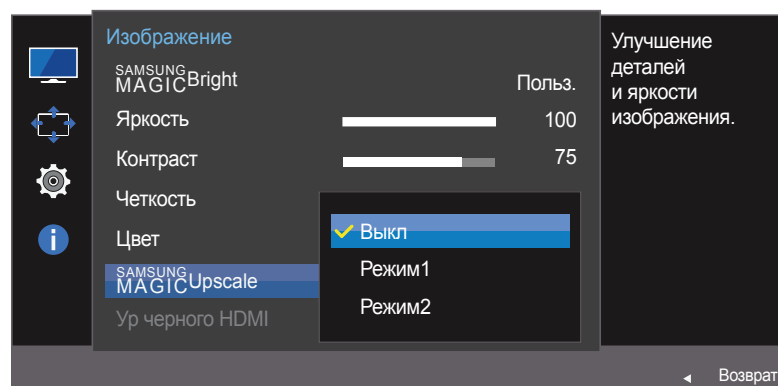 Изображение
SAMSUNG
MAGICBright Польз.
Яркость 100
Контраст 75
Четкость
Цвет
SAMSUNG
MAGICUpscale
Ур черного HDMI
Выкл
Режим1
Режим2
Улучшение
деталей
и яркости
изображения.
Возврат